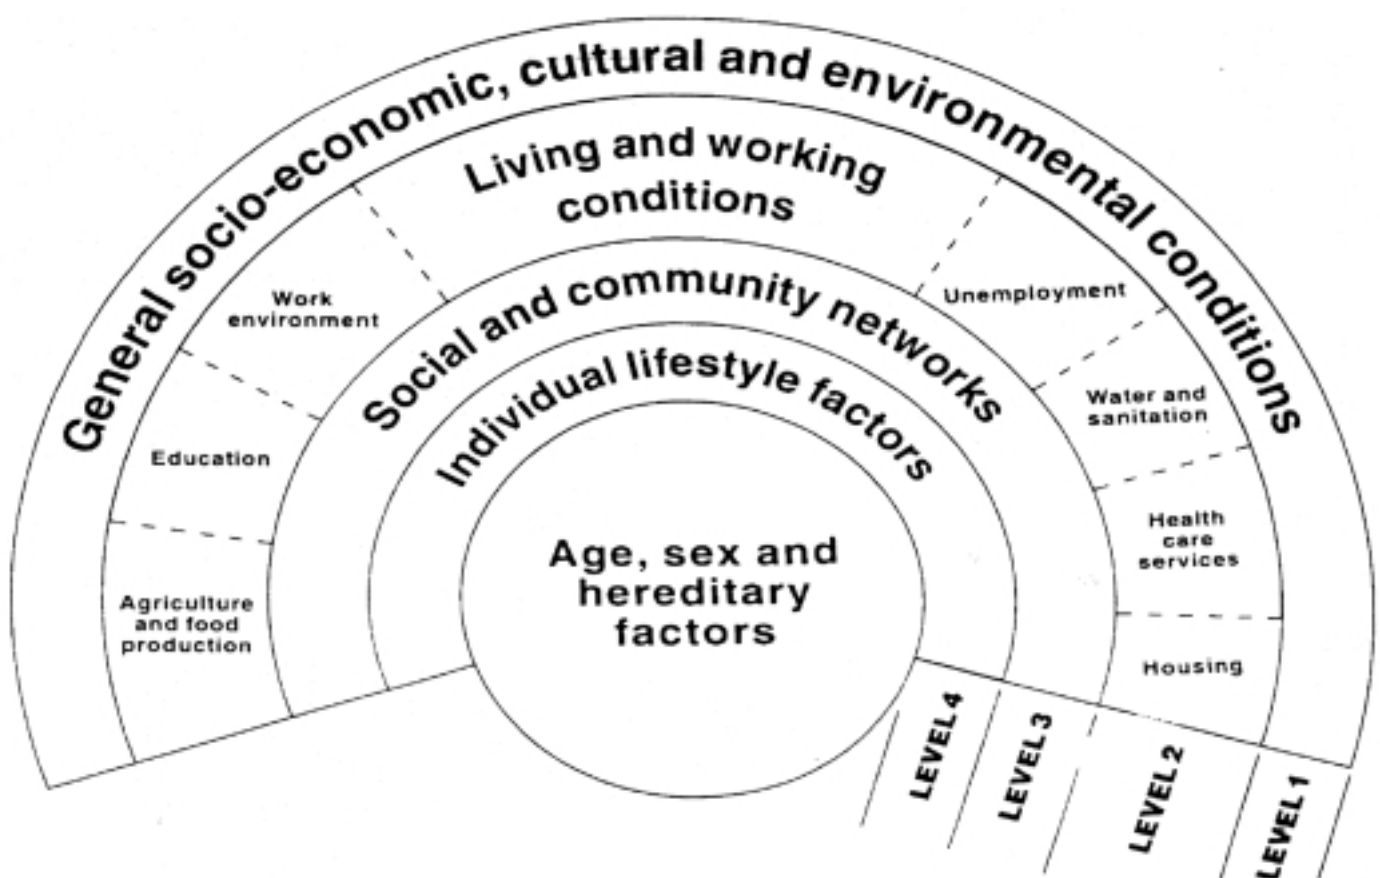 General socio-economic, cultural and environmental conditions
Living and working
conditions
Work
environment
Unemployment
Social and community networks
Individual lifestyle factors
Water and
sanitation
Education
Health
care
services
Age, sex and
hereditary
factors
Agriculture
and food
production
Housing
LEVEL 4
LEVEL 3
LEVEL 2
LEVEL 1